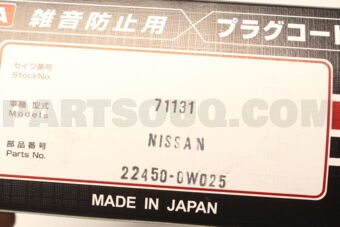 A 雑音防止用 プラグコード
セイワ番号
Stock No.
71131
車種 型式
Models
NISSAN
部品番号
Parts No.
22450-0W025
PARTSOUQ.COM
MADE IN JAPAN